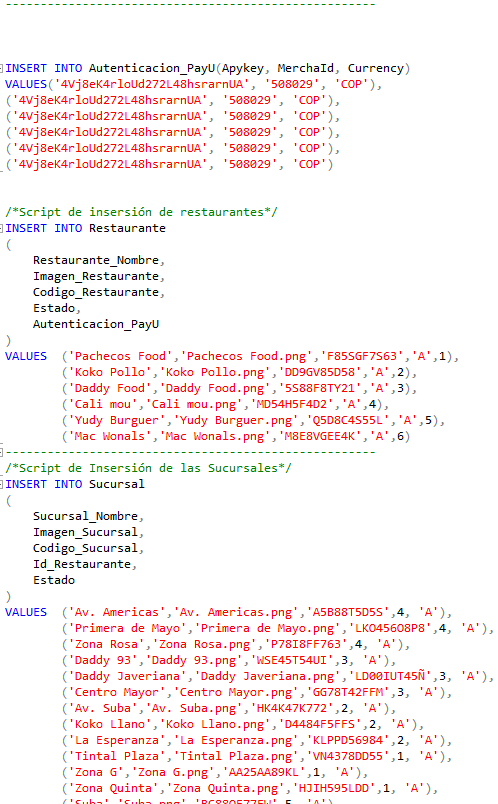 ----------------------------------------------------
INSERT INTO Autenticacion_PayU(Apykey, MerchaId, Currency)
VALUES('4Vj8eK4rloUd272L48hsrarnUA', '508029', 'COP'),
('4Vj8eK4rloUd272L48hsrarnUA', '508029', 'COP'),
('4Vj8eK4rloUd272L48hsrarnUA', '508029', 'COP'),
('4Vj8eK4rloUd272L48hsrarnUA', '508029', 'COP'),
('4Vj8eK4rloUd272L48hsrarnUA', '508029', 'COP'),
('4Vj8eK4rloUd272L48hsrarnUA', '508029', 'COP')
/*Script de insersión de restaurantes*/
INSERT INTO Restaurante
(
Restaurante_Nombre,
Imagen_Restaurante,
Codigo_Restaurante,
Estado,
Autenticacion_PayU
)
VALUES ('Pachecos Food','Pachecos Food.png','F85SGF7S63','A',1),
('Koko Pollo','Koko Pollo.png','DD9GV85D58','A',2),
('Daddy Food','Daddy Food.png','5S88F8TY21','A',3),
('Cali mou','Cali mou.png','MD54H5F4D2','A',4),
('Yudy Burguer','Yudy Burguer.png','Q5D8C4S55L','A',5),
('Mac Wonals','Mac Wonals.png','M8E8VGEE4K','A',6)
----------------------------------------------------
/*Script de Inserción de las Sucursales*/
INSERT INTO Sucursal
(
Sucursal_Nombre,
Imagen_Sucursal,
Codigo_Sucursal,
Id_Restaurante,
Estado
)
VALUES ('Av. Americas','Av. Americas.png','A5B88T5D5S',4, 'A'),
('Primera de Mayo','Primera de Mayo.png','LKO456O8P8',4, 'A'),
('Zona Rosa','Zona Rosa.png','P78I8FF763',4, 'A'),
('Daddy 93','Daddy 93.png','WSE45T54UI',3, 'A'),
('Daddy Javeriana','Daddy Javeriana.png','LD00IUT45Ñ',3, 'A'),
('Centro Mayor','Centro Mayor.png','GG78T42FFM',3, 'A'),
('Av. Suba','Av. Suba.png','HK4K47K772',2, 'A'),
('Koko Llano','Koko Llano.png','D4484F5FFS',2, 'A'),
('La Esperanza','La Esperanza.png','KLPPD56984',2, 'A'),
('Tintal Plaza','Tintal Plaza.png','VN4378DD55',1, 'A'),
('Zona G','Zona G.png','AA25AA89KL',1, 'A'),
('Zona Quinta','Zona Quinta.png','HJIH595LDD',1, 'A'),